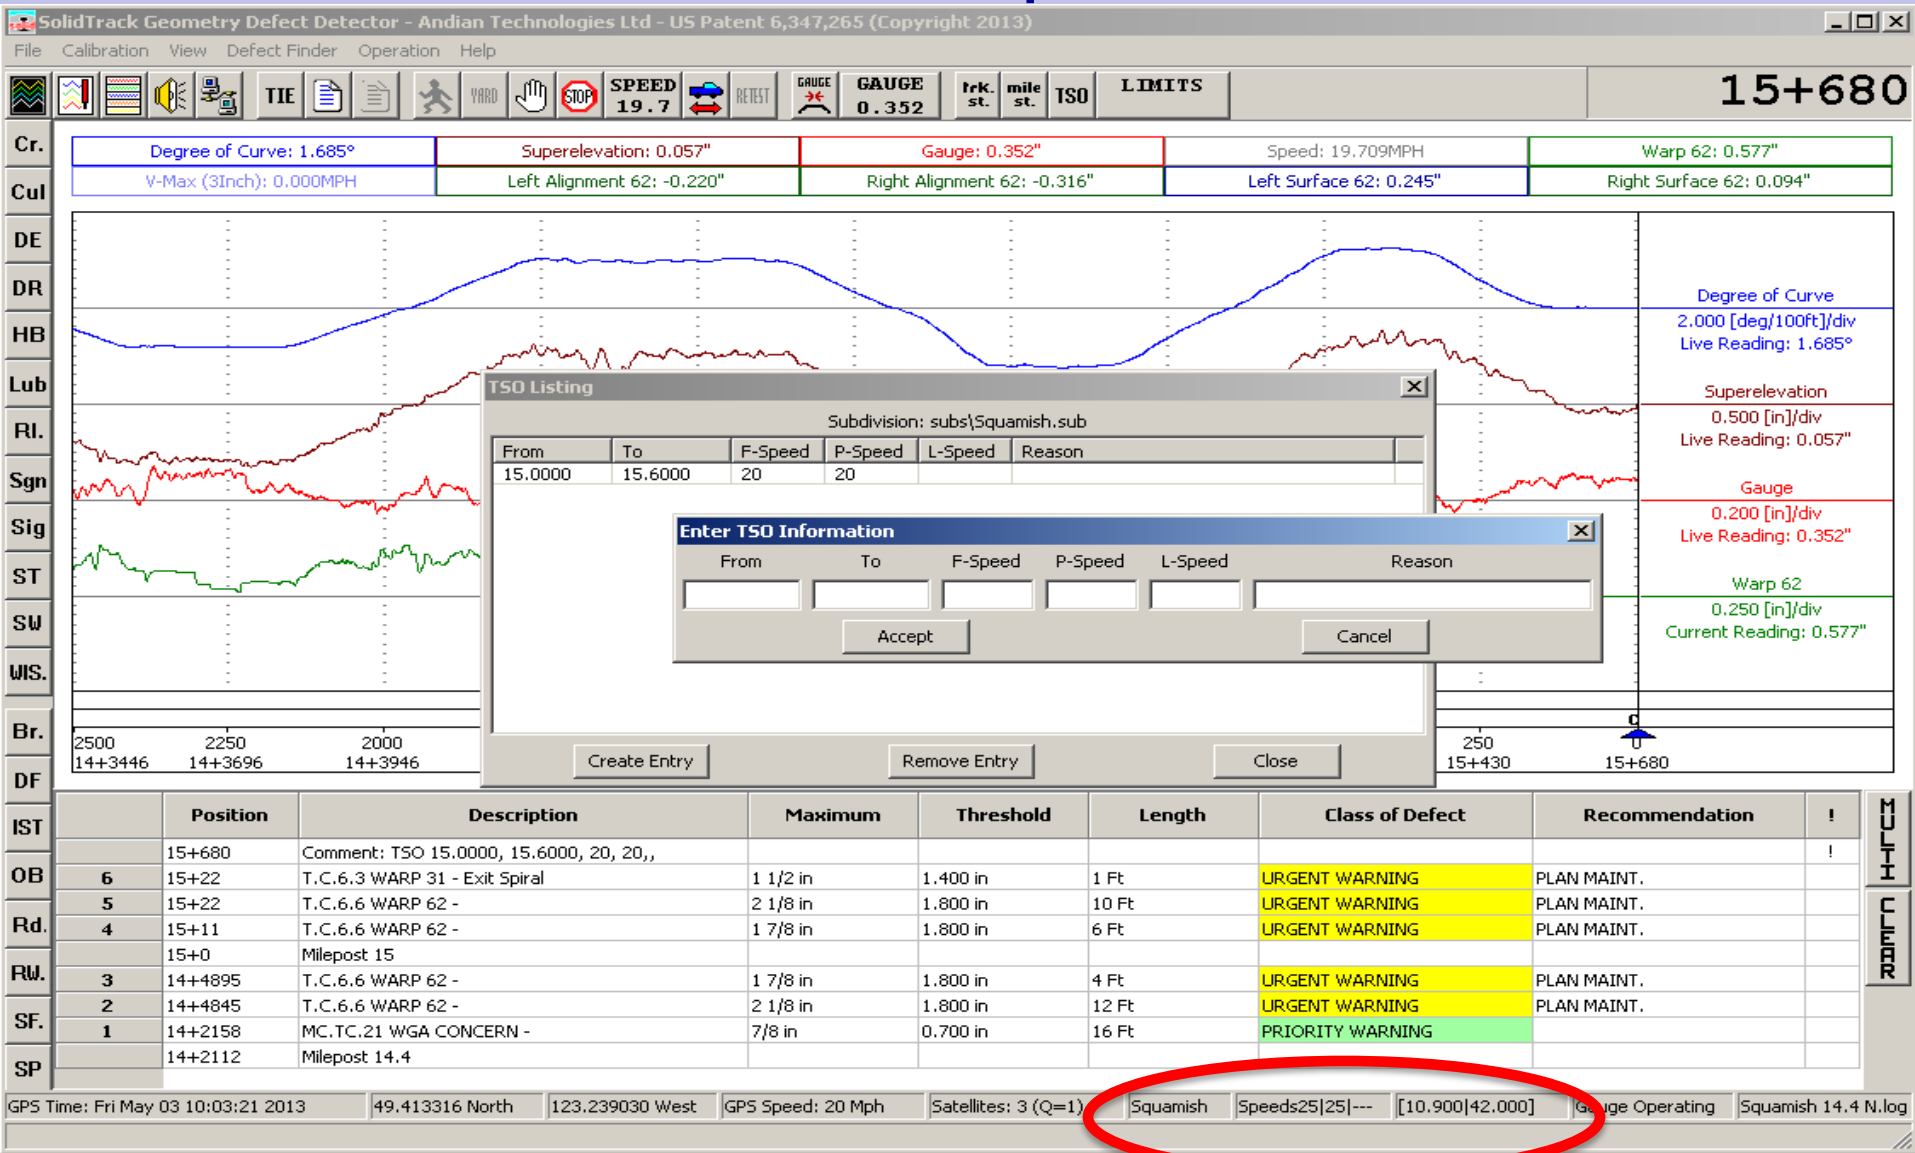 SolidTrack Geometry Defect Detector - Andian Technologies Ltd - US Patent 6,347,265 (Copyright 2013)
File Calibration View Defect Finder Operation Help
TIE YARD STOP SPEED 19.7 RETEST GAUGE GAUGE 0.352 trk. st. mile st. TSO LIMITS 15+680
Cr.
Cul
DE
DR
HB
Lub
RI.
Sgn
Sig
ST
SW
WIS.
Br.
DF
IST
OB
Rd.
RW.
SF.
SP
Degree of Curve: 1.685° Superelevation: 0.057" Gauge: 0.352" Speed: 19.709MPH Warp 62: 0.577"
V-Max (3Inch): 0.000MPH Left Alignment 62: -0.220" Right Alignment 62: -0.316" Left Surface 62: 0.245" Right Surface 62: 0.094"
Degree of Curve
2.000 [deg/100ft]/div
Live Reading: 1.685°
Superelevation
0.500 [in]/div
Live Reading: 0.057"
Gauge
0.200 [in]/div
Live Reading: 0.352"
Warp 62
0.250 [in]/div
Current Reading: 0.577"
TSO Listing
Subdivision: subs\Squamish.sub
From To F-Speed P-Speed L-Speed Reason
15.0000 15.6000 20 20
Enter TSO Information
From To F-Speed P-Speed L-Speed Reason
Accept Cancel
Create Entry Remove Entry Close
C
2500 2250 2000 250 0
14+3446 14+3696 14+3946 15+430 15+680
Position Description Maximum Threshold Length Class of Defect Recommendation !
15+680 Comment: TSO 15.0000, 15.6000, 20, 20,, !
6 15+22 T.C.6.3 WARP 31 - Exit Spiral 1 1/2 in 1.400 in 1 Ft URGENT WARNING PLAN MAINT.
5 15+22 T.C.6.6 WARP 62 - 2 1/8 in 1.800 in 10 Ft URGENT WARNING PLAN MAINT.
4 15+11 T.C.6.6 WARP 62 - 1 7/8 in 1.800 in 6 Ft URGENT WARNING PLAN MAINT.
15+0 Milepost 15
3 14+4895 T.C.6.6 WARP 62 - 1 7/8 in 1.800 in 4 Ft URGENT WARNING PLAN MAINT.
2 14+4845 T.C.6.6 WARP 62 - 2 1/8 in 1.800 in 12 Ft URGENT WARNING PLAN MAINT.
1 14+2158 MC.TC.21 WGA CONCERN - 7/8 in 0.700 in 16 Ft PRIORITY WARNING
14+2112 Milepost 14.4
MULTI
CLEAR
GPS Time: Fri May 03 10:03:21 2013 49.413316 North 123.239030 West GPS Speed: 20 Mph Satellites: 3 (Q=1) Squamish Speeds25|25|--- [10.900|42.000] Gauge Operating Squamish 14.4 N.log